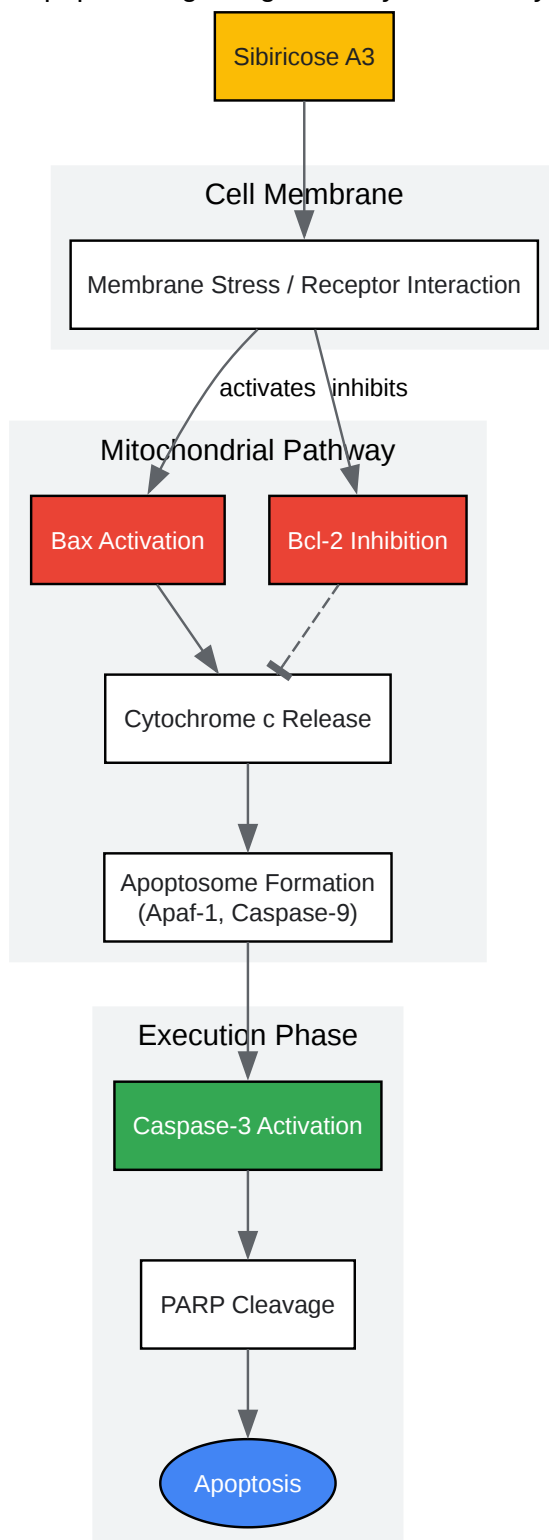 Sibiricose A3
Cell Membrane
Membrane Stress / Receptor Interaction
activates
inhibits
Mitochondrial Pathway
Bax Activation
Bcl-2 Inhibition
Cytochrome c Release
Apoptosome Formation
(Apaf-1, Caspase-9)
Execution Phase
Caspase-3 Activation
PARP Cleavage
Apoptosis